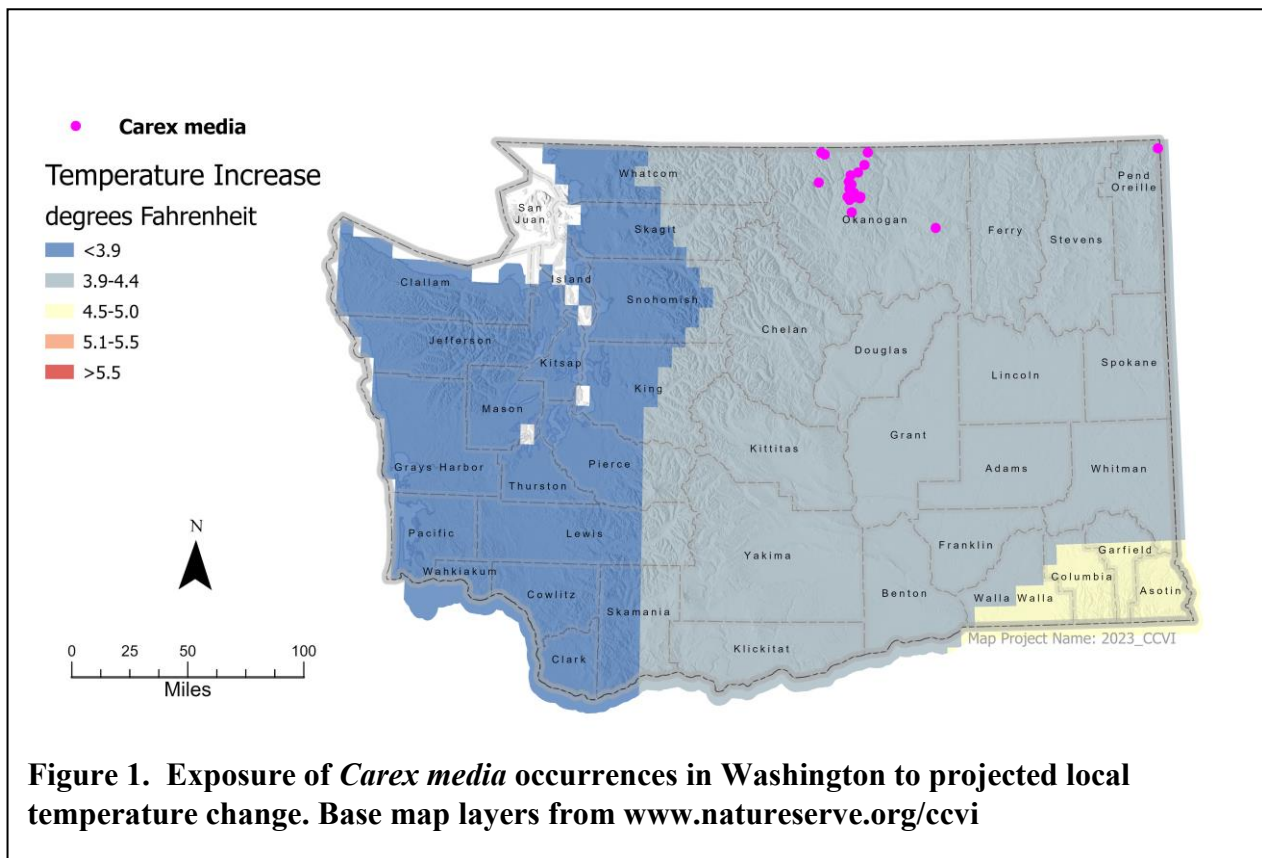 Carex media
Temperature Increase
degrees Fahrenheit
<3.9
3.9-4.4
4.5-5.0
5.1-5.5
>5.5
N
0 25 50 100
Miles
Whatcom
San
Juan
Skagit
Island
Clallam
Snohomish
Jefferson
Kitsap
King
Mason
Grays Harbor
Pierce
Thurston
Pacific
Lewis
Wahkiakum
Cowlitz
Skamania
Clark
Okanogan
Ferry
Stevens
Pend
Oreille
Chelan
Douglas
Lincoln
Spokane
Kittitas
Grant
Adams
Whitman
Yakima
Franklin
Garfield
Columbia
Asotin
Benton
Walla Walla
Klickitat
Map Project Name: 2023_CCVI
Figure 1. Exposure of Carex media occurrences in Washington to projected local
temperature change. Base map layers from www.natureserve.org/ccvi